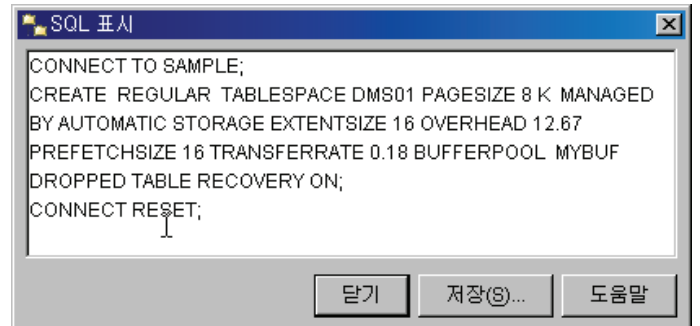 SQL 표시
CONNECT TO SAMPLE;
CREATE REGULAR TABLESPACE DMS01 PAGESIZE 8 K MANAGED
BY AUTOMATIC STORAGE EXTENTSIZE 16 OVERHEAD 12.67
PREFETCHSIZE 16 TRANSFERRATE 0.18 BUFFERPOOL MYBUF
DROPPED TABLE RECOVERY ON;
CONNECT RESET;
닫기 저장(S)... 도움말